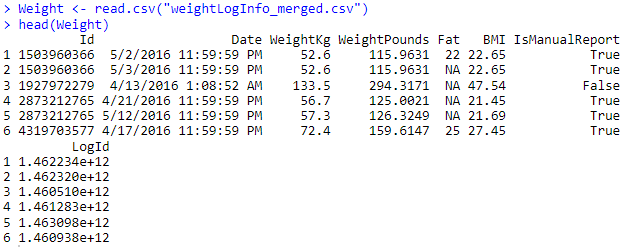 > Weight <- read.csv("weightLogInfo_merged.csv")
> head(Weight)
          Id                  Date WeightKg WeightPounds Fat   BMI IsManualReport
1 1503960366  5/2/2016 11:59:59 PM     52.6     115.9631  22 22.65           True
2 1503960366  5/3/2016 11:59:59 PM     52.6     115.9631  NA 22.65           True
3 1927972279  4/13/2016 1:08:52 AM    133.5     294.3171  NA 47.54          False
4 2873212765 4/21/2016 11:59:59 PM     56.7     125.0021  NA 21.45           True
5 2873212765 5/12/2016 11:59:59 PM     57.3     126.3249  NA 21.69           True
6 4319703577 4/17/2016 11:59:59 PM     72.4     159.6147  25 27.45           True
         LogId
1 1.462234e+12
2 1.462320e+12
3 1.460510e+12
4 1.461283e+12
5 1.463098e+12
6 1.460938e+12